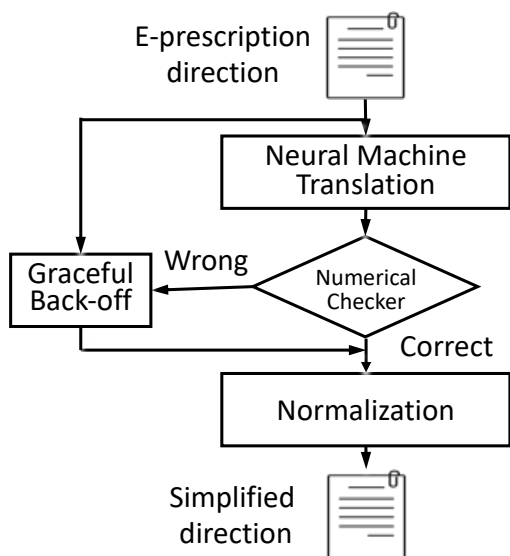 E-prescription
direction
Neural Machine
Translation
Graceful
Back-off
Wrong
Numerical
Checker
Correct
Normalization
Simplified
direction